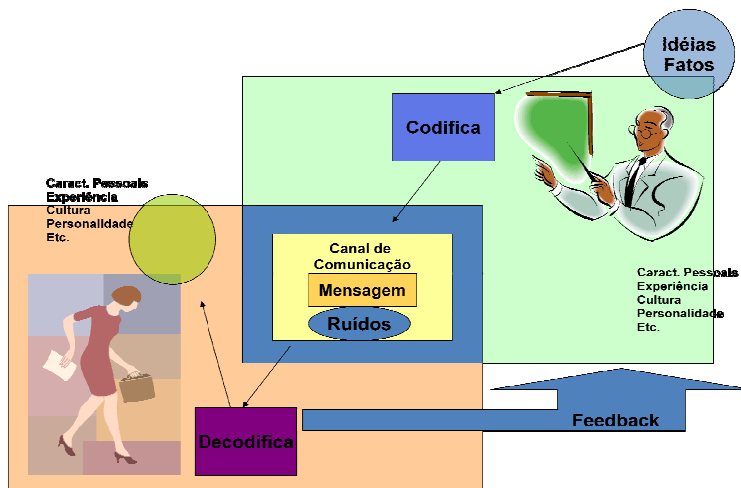 Idéias
Fatos
Codifica
Caract. Pessoais
Experiência
Cultura
Personalidade
Etc.
Canal de
Comunicação
Mensagem
Ruídos
Caract. Pessoais
Experiência
Cultura
Personalidade
Etc.
Decodifica
Feedback